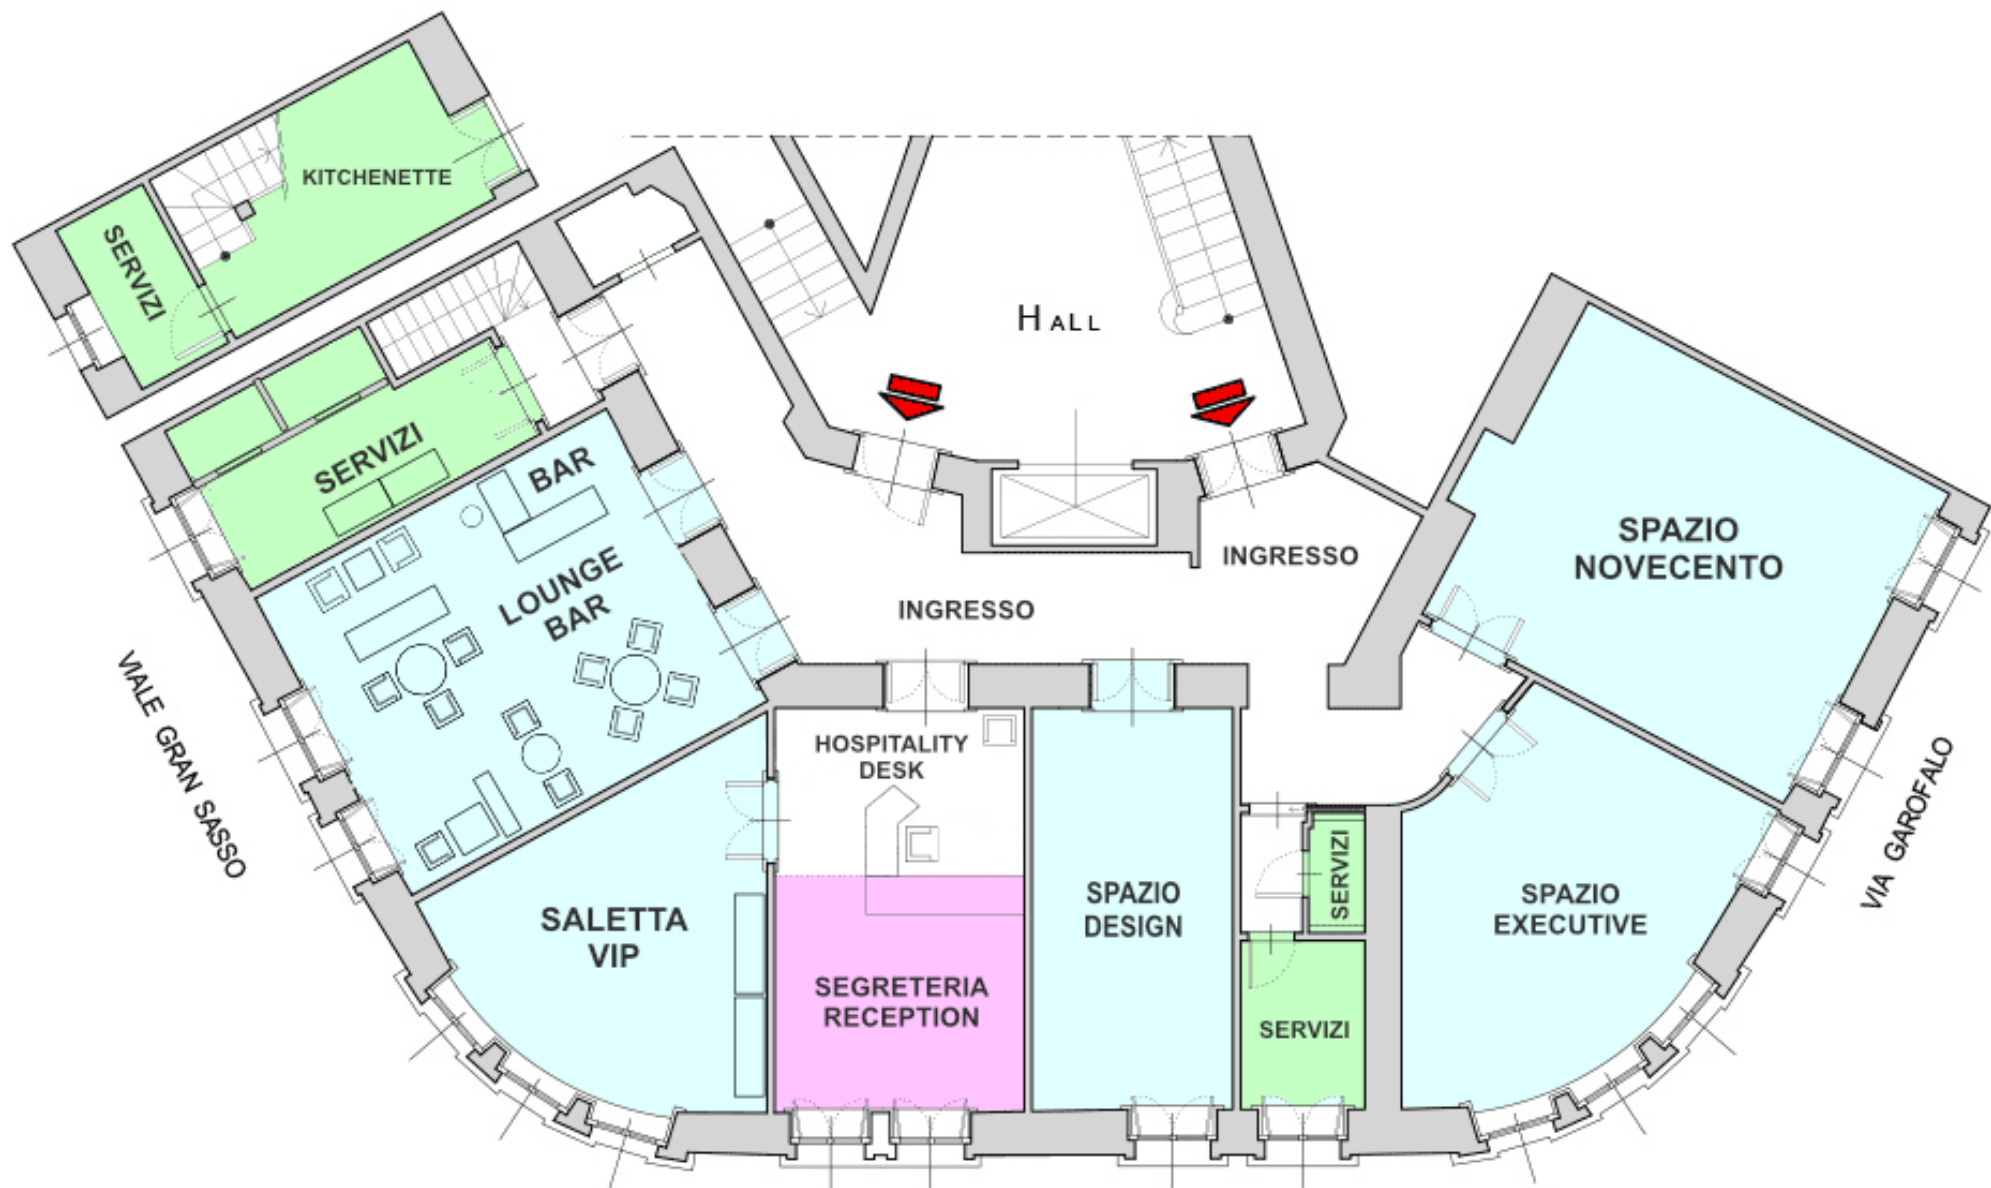 KITCHENETTE
SERVIZI
HALL
SERVIZI
BAR
LOUNGE
BAR
INGRESSO
INGRESSO
SPAZIO
NOVECENTO
VIALE GRAN SASSO
HOSPITALITY
DESK
VIA GAROFALO
SERVIZI
SALETTA
VIP
SPAZIO
DESIGN
SPAZIO
EXECUTIVE
SEGRETERIA
RECEPTION
SERVIZI